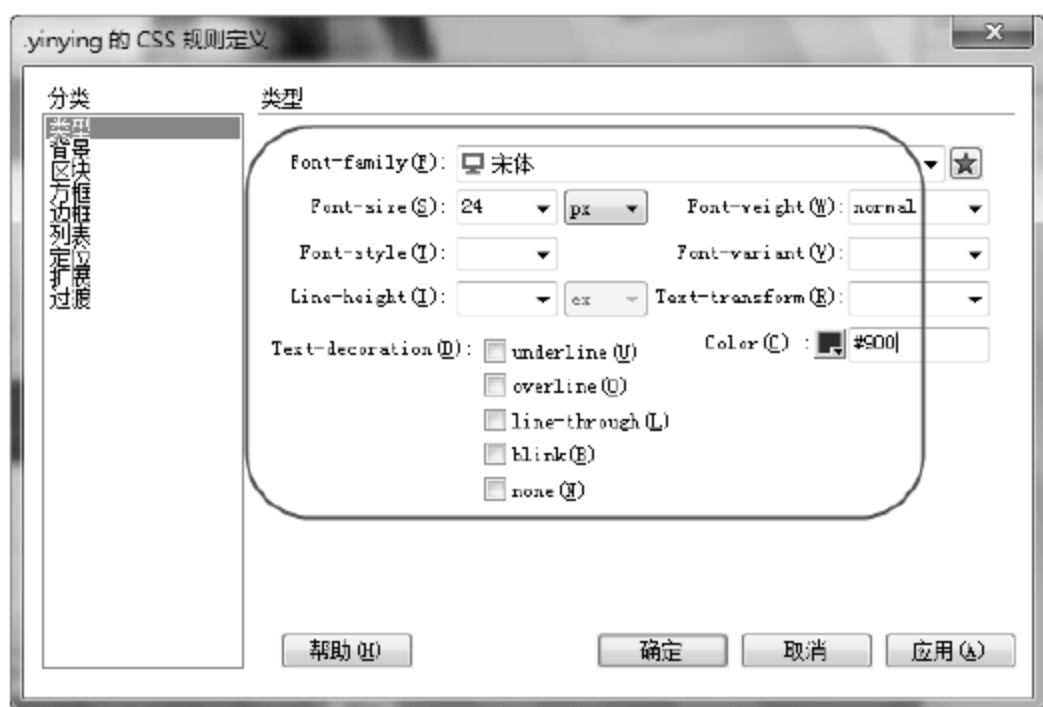 .yinying 的 CSS 规则定义
分类
类型
类型
背景
区块
方框
边框
列表
定位
扩展
过渡
Font-family(F): 宋体
Font-size(S): 24 px Font-weight(W): normal
Font-style(T): Font-variant(V):
Line-height(I): ex Text-transform(R):
Text-decoration(D): underline(U) Color(C) : #900
overline(O)
line-through(L)
blink(B)
none(N)
帮助(H) 确定 取消 应用(A)